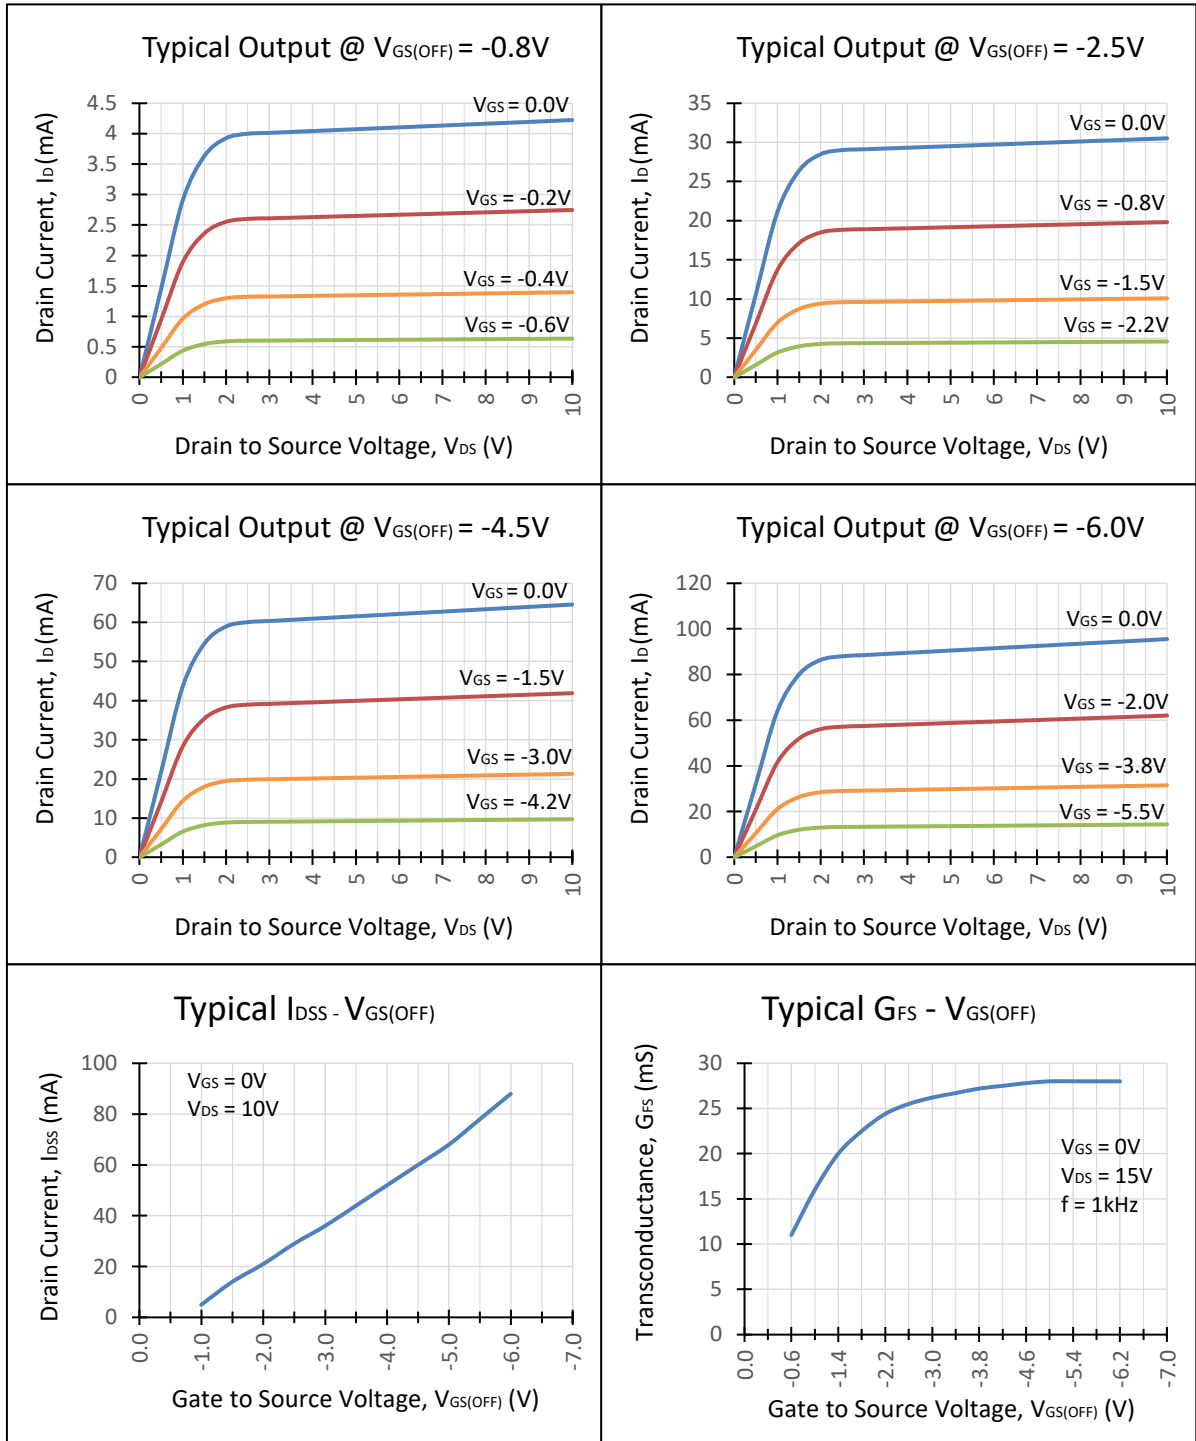 Typical Output @ VGS(OFF) = -0.8V
Drain Current, ID (mA)
4.5
4
3.5
3
2.5
2
1.5
1
0.5
0
VGS = 0.0V
VGS = -0.2V
VGS = -0.4V
VGS = -0.6V
0 1 2 3 4 5 6 7 8 9 10
Drain to Source Voltage, VDS (V)
Typical Output @ VGS(OFF) = -2.5V
Drain Current, ID (mA)
35
30
25
20
15
10
5
0
VGS = 0.0V
VGS = -0.8V
VGS = -1.5V
VGS = -2.2V
0 1 2 3 4 5 6 7 8 9 10
Drain to Source Voltage, VDS (V)
Typical Output @ VGS(OFF) = -4.5V
Drain Current, ID (mA)
70
60
50
40
30
20
10
0
VGS = 0.0V
VGS = -1.5V
VGS = -3.0V
VGS = -4.2V
0 1 2 3 4 5 6 7 8 9 10
Drain to Source Voltage, VDS (V)
Typical Output @ VGS(OFF) = -6.0V
Drain Current, ID (mA)
120
100
80
60
40
20
0
VGS = 0.0V
VGS = -2.0V
VGS = -3.8V
VGS = -5.5V
0 1 2 3 4 5 6 7 8 9 10
Drain to Source Voltage, VDS (V)
Typical IDSS - VGS(OFF)
Drain Current, IDSS (mA)
100
80
60
40
20
0
VGS = 0V
VDS = 10V
0.0 -1.0 -2.0 -3.0 -4.0 -5.0 -6.0 -7.0
Gate to Source Voltage, VGS(OFF) (V)
Typical GFS - VGS(OFF)
Transconductance, GFS (mS)
30
25
20
15
10
5
0
VGS = 0V
VDS = 15V
f = 1kHz
0.0 -0.6 -1.4 -2.2 -3.0 -3.8 -4.6 -5.4 -6.2 -7.0
Gate to Source Voltage, VGS(OFF) (V)